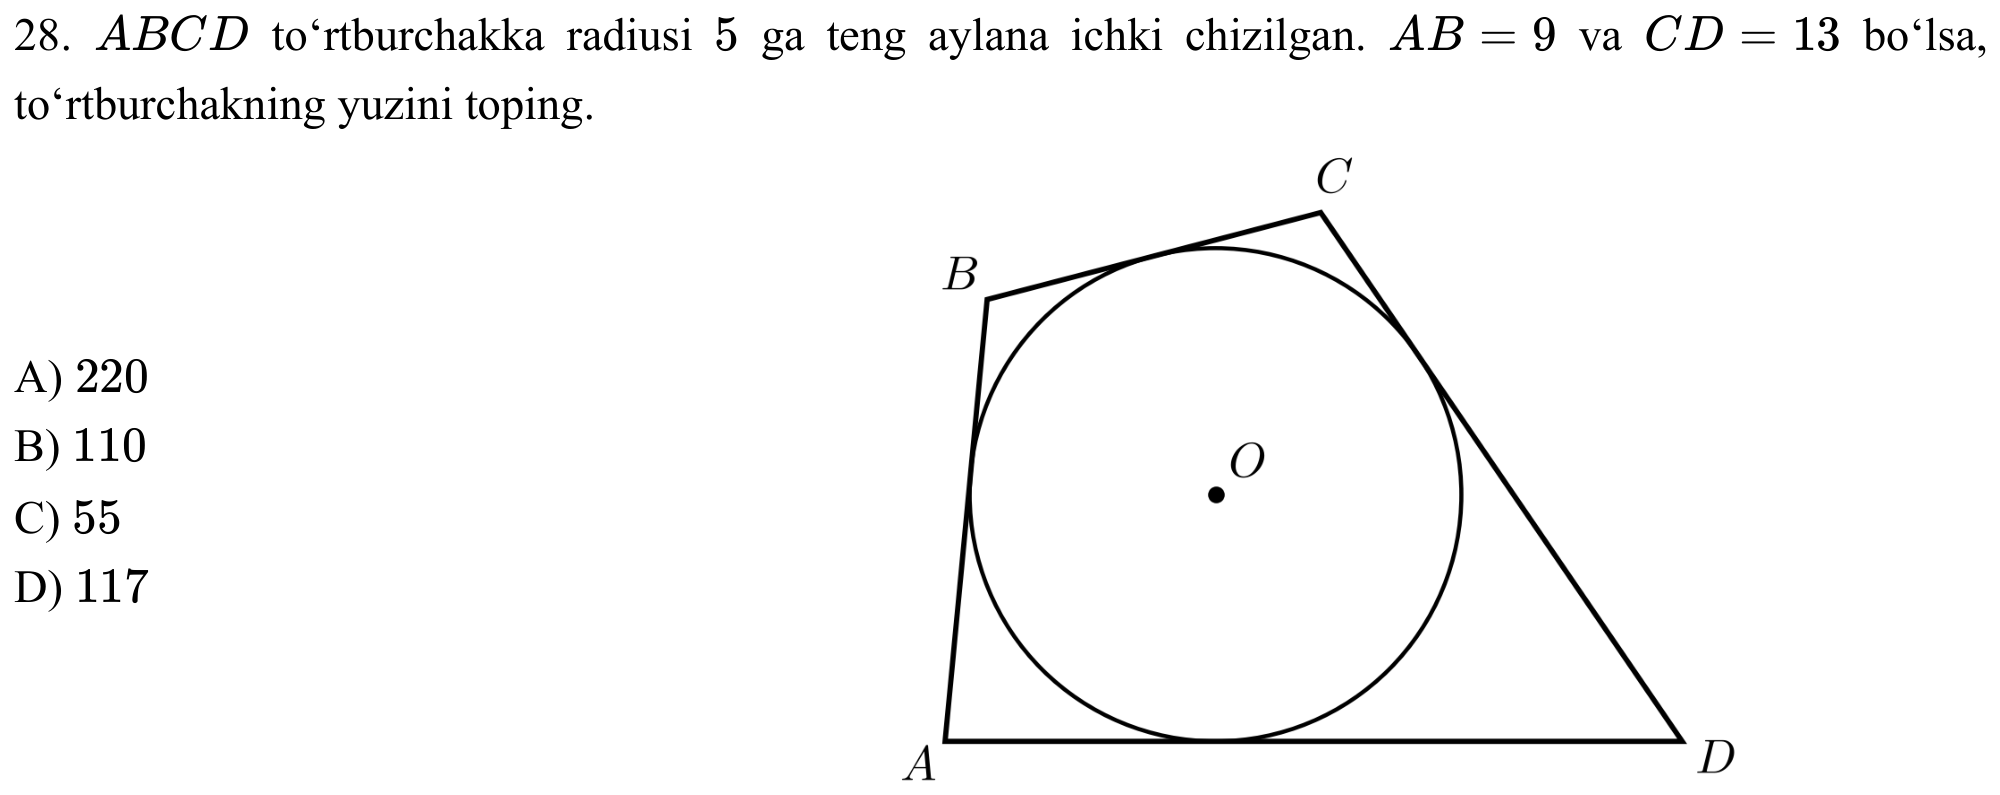 28. ABCD to‘rtburchakka radiusi 5 ga teng aylana ichki chizilgan. AB = 9 va CD = 13 bo‘lsa,
to‘rtburchakning yuzini toping.
C
B
O
A) 220
B) 110
C) 55
D) 117
A
D